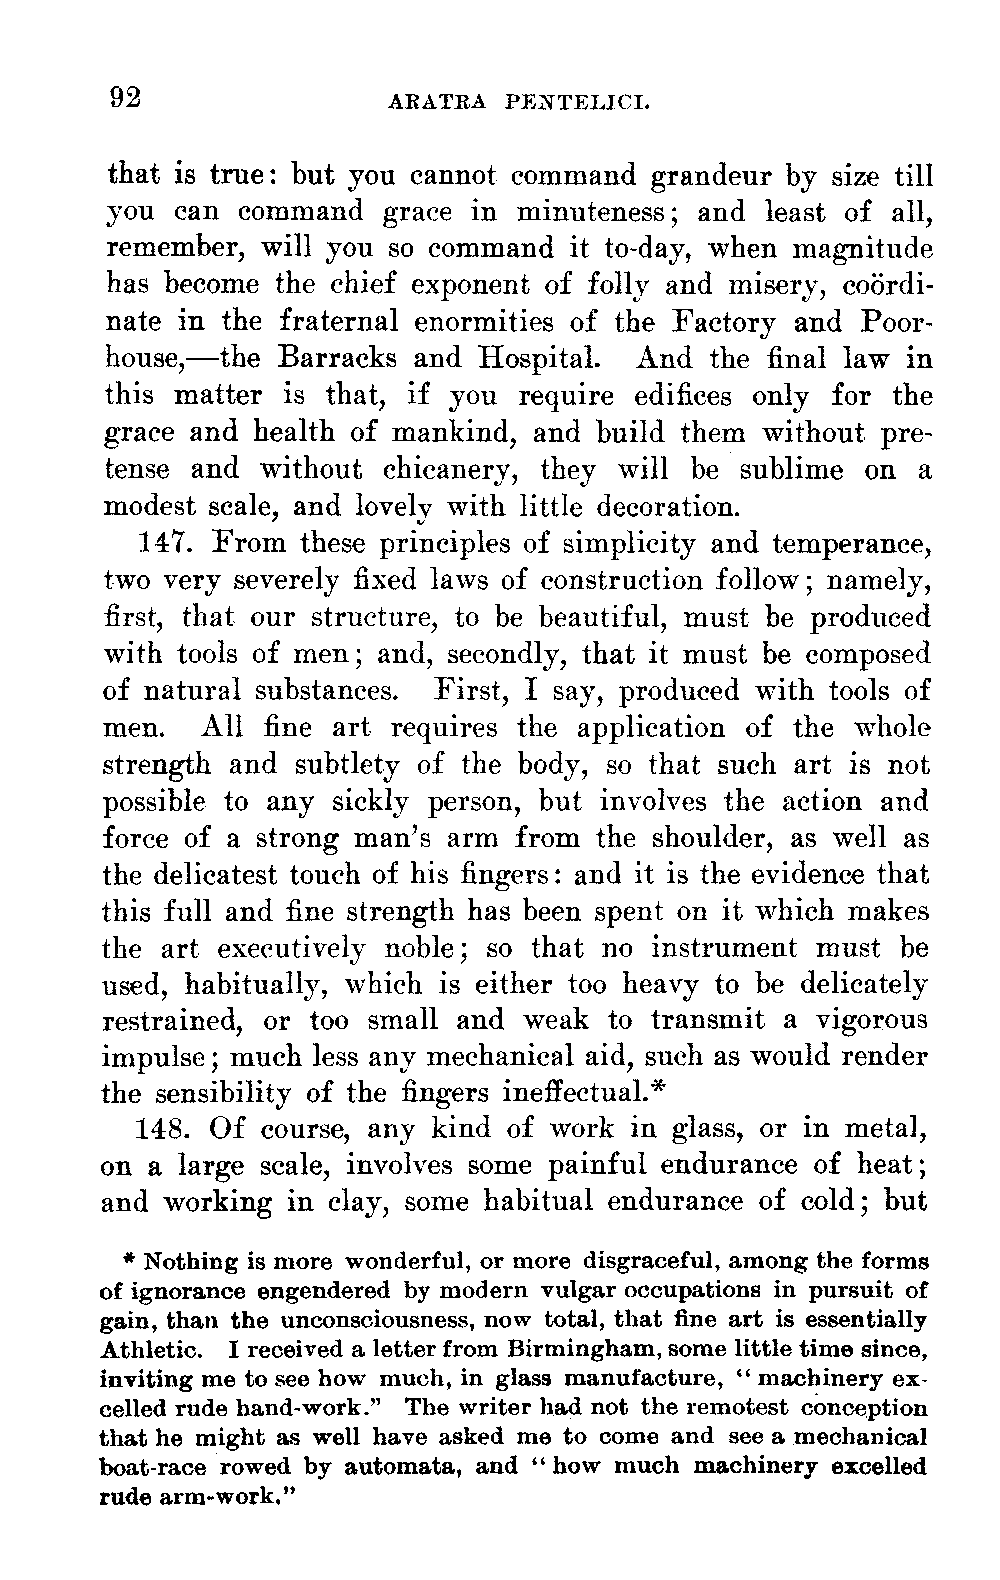 92 ARATRA PENTELICI.
that is true: but you cannot command grandeur by size till
you can command grace in minuteness; and least of all,
remember, will you so command it to-day, when magnitude
has become the chief exponent of folly and misery, coördi-
nate in the fraternal enormities of the Factory and Poor-
house,—the Barracks and Hospital. And the final law in
this matter is that, if you require edifices only for the
grace and health of mankind, and build them without pre-
tense and without chicanery, they will be sublime on a
modest scale, and lovely with little decoration.
147. From these principles of simplicity and temperance,
two very severely fixed laws of construction follow; namely,
first, that our structure, to be beautiful, must be produced
with tools of men; and, secondly, that it must be composed
of natural substances. First, I say, produced with tools of
men. All fine art requires the application of the whole
strength and subtlety of the body, so that such art is not
possible to any sickly person, but involves the action and
force of a strong man's arm from the shoulder, as well as
the delicatest touch of his fingers: and it is the evidence that
this full and fine strength has been spent on it which makes
the art executively noble; so that no instrument must be
used, habitually, which is either too heavy to be delicately
restrained, or too small and weak to transmit a vigorous
impulse; much less any mechanical aid, such as would render
the sensibility of the fingers ineffectual.*
148. Of course, any kind of work in glass, or in metal,
on a large scale, involves some painful endurance of heat;
and working in clay, some habitual endurance of cold; but
* Nothing is more wonderful, or more disgraceful, among the forms
of ignorance engendered by modern vulgar occupations in pursuit of
gain, than the unconsciousness, now total, that fine art is essentially
Athletic. I received a letter from Birmingham, some little time since,
inviting me to see how much, in glass manufacture, "machinery ex-
celled rude hand-work." The writer had not the remotest conception
that he might as well have asked me to come and see a mechanical
boat-race rowed by automata, and "how much machinery excelled
rude arm-work."